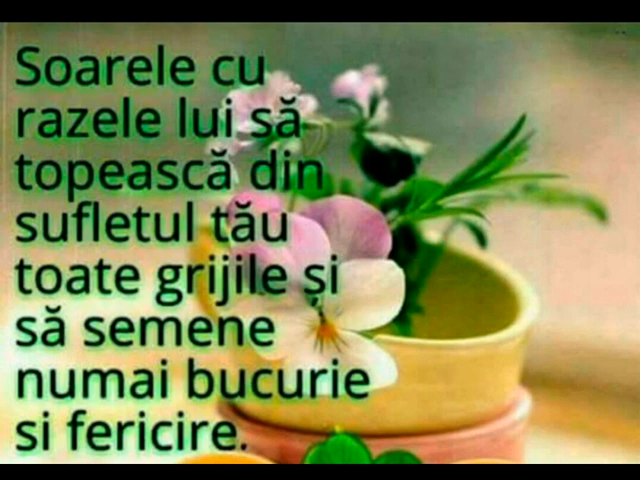 Soarele cu
razele lui să
topească din
sufletul tău
toate grijile și
să semene
numai bucurie
si fericire.